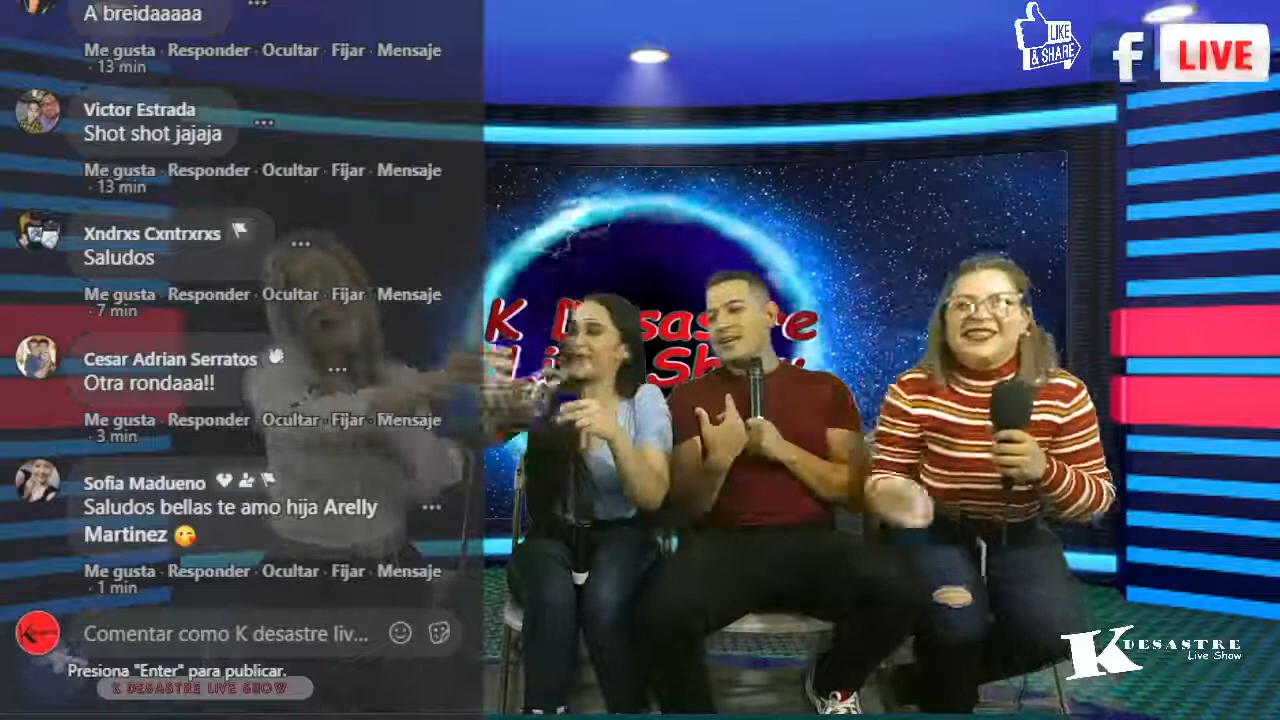 A breidaaaaa
Me gusta · Responder · Ocultar · Fijar · Mensaje
· 13 min
Victor Estrada
Shot shot jajaja
Me gusta · Responder · Ocultar · Fijar · Mensaje
· 13 min
Xndrxs Cxntrxrxs
Saludos
Me gusta · Responder · Ocultar · Fijar · Mensaje
· 7 min
Cesar Adrian Serratos
Otra rondaaa!!
Me gusta · Responder · Ocultar · Fijar · Mensaje
· 3 min
Sofia Madueno
Saludos bellas te amo hija Arelly
Martinez
Me gusta · Responder · Ocultar · Fijar · Mensaje
· 1 min
Comentar como K desastre liv...
Presiona "Enter" para publicar.
K DESASTRE LIVE SHOW
LIKE
& SHARE
f LIVE
K DESASTRE
Live Show